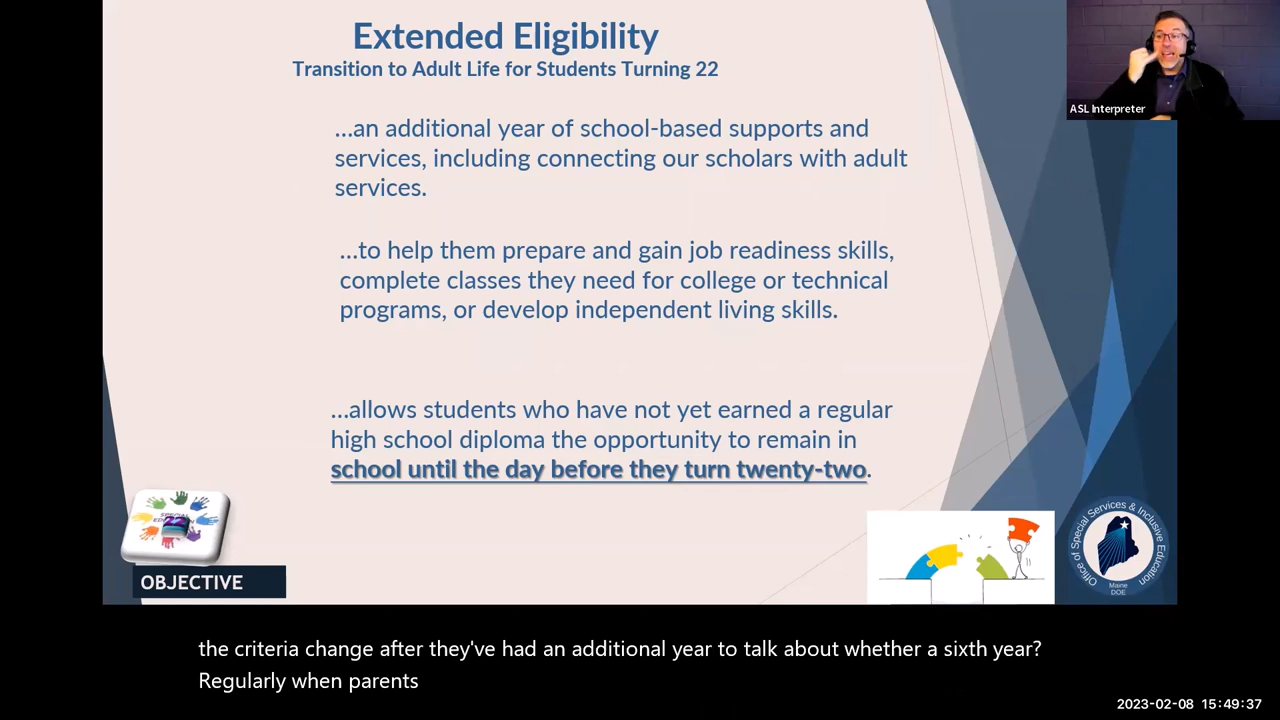 Extended Eligibility
Transition to Adult Life for Students Turning 22
ASL Interpreter
...an additional year of school-based supports and
services, including connecting our scholars with adult
services.
...to help them prepare and gain job readiness skills,
complete classes they need for college or technical
programs, or develop independent living skills.
...allows students who have not yet earned a regular
high school diploma the opportunity to remain in
school until the day before they turn twenty-two.
22
OBJECTIVE
Office of Special Services & Inclusive Education
Maine
DOE
the criteria change after they've had an additional year to talk about whether a sixth year?
Regularly when parents
2023-02-08 15:49:37